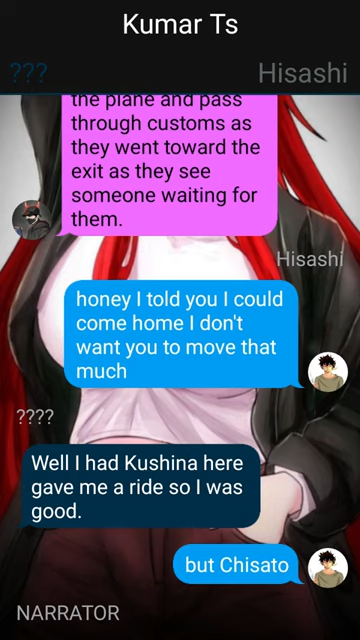 Kumar Ts
??? Hisashi
the plane and pass
through customs as
they went toward the
exit as they see
someone waiting for
them.
Hisashi
honey I told you I could
come home I don't
want you to move that
much
????
Well I had Kushina here
gave me a ride so I was
good.
but Chisato
NARRATOR